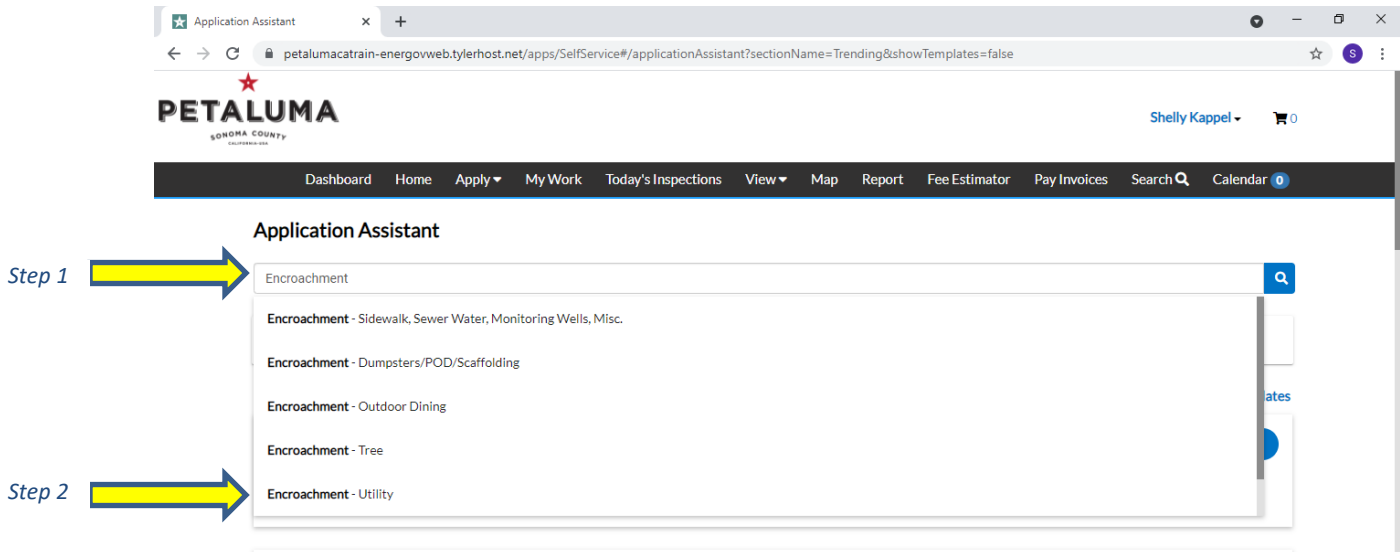 Application Assistant
petalumacatrain-energovweb.tylerhost.net/apps/SelfService#/applicationAssistant?sectionName=Trending&showTemplates=false
S
PETALUMA
SONOMA COUNTY
CALIFORNIA-USA
Shelly Kappel
0
Dashboard Home Apply My Work Today's Inspections View Map Report Fee Estimator Pay Invoices Search Calendar 0
Application Assistant
Step 1
Encroachment
Encroachment - Sidewalk, Sewer Water, Monitoring Wells, Misc.
Encroachment - Dumpsters/POD/Scaffolding
Encroachment - Outdoor Dining
ates
Encroachment - Tree
Step 2
Encroachment - Utility